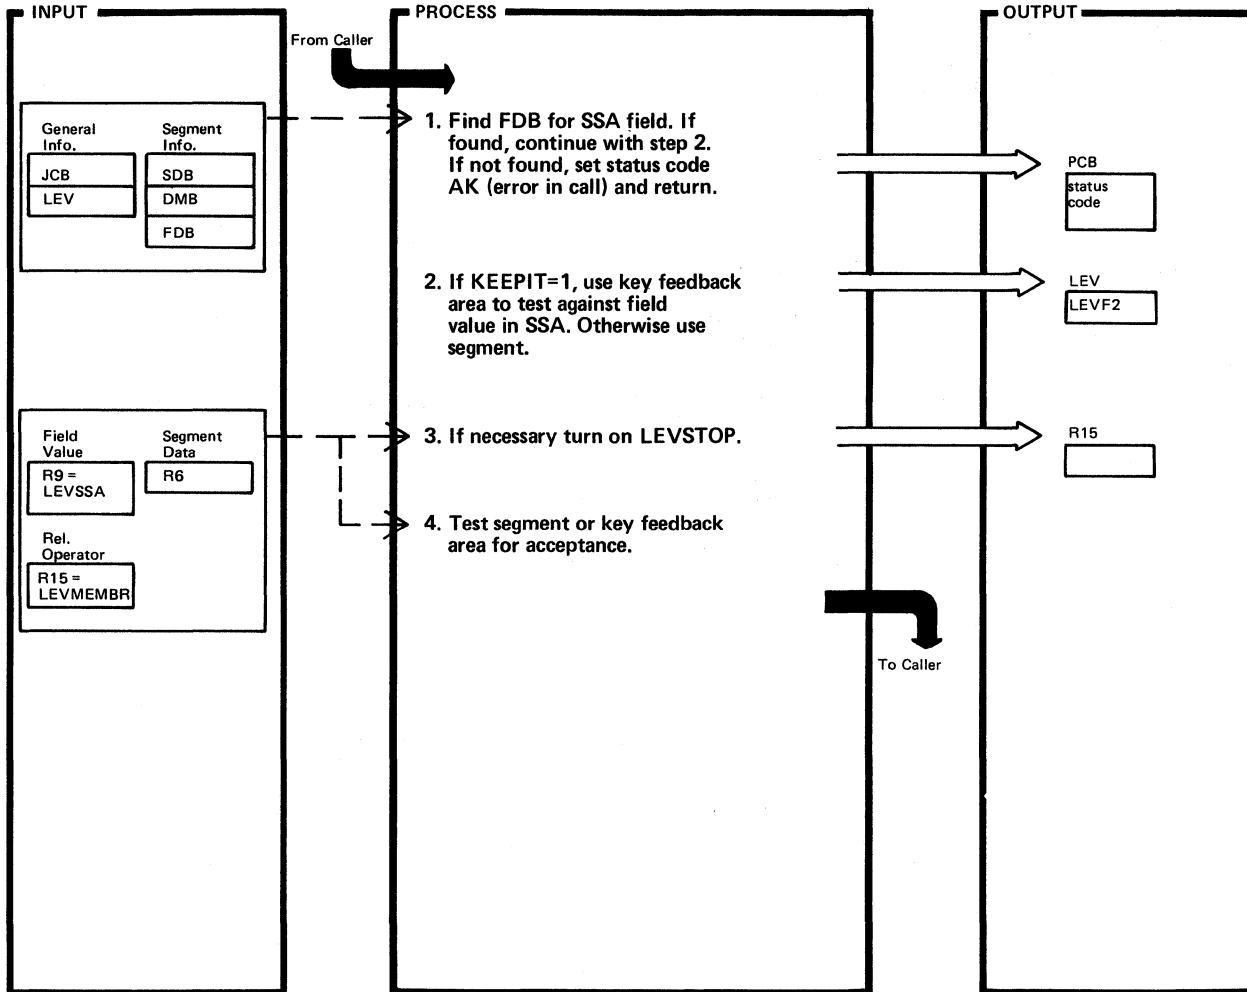 INPUT
PROCESS
OUTPUT
From Caller
General
Info.
JCB
LEV
Segment
Info.
SDB
DMB
FDB
1. Find FDB for SSA field. If
found, continue with step 2.
If not found, set status code
AK (error in call) and return.
PCB
status
code
2. If KEEPIT=1, use key feedback
area to test against field
value in SSA. Otherwise use
segment.
LEV
LEVF2
Field
Value
R9 =
LEVSSA
Segment
Data
R6
Rel.
Operator
R15 =
LEVMEMBR
3. If necessary turn on LEVSTOP.
R15
4. Test segment or key feedback
area for acceptance.
To Caller